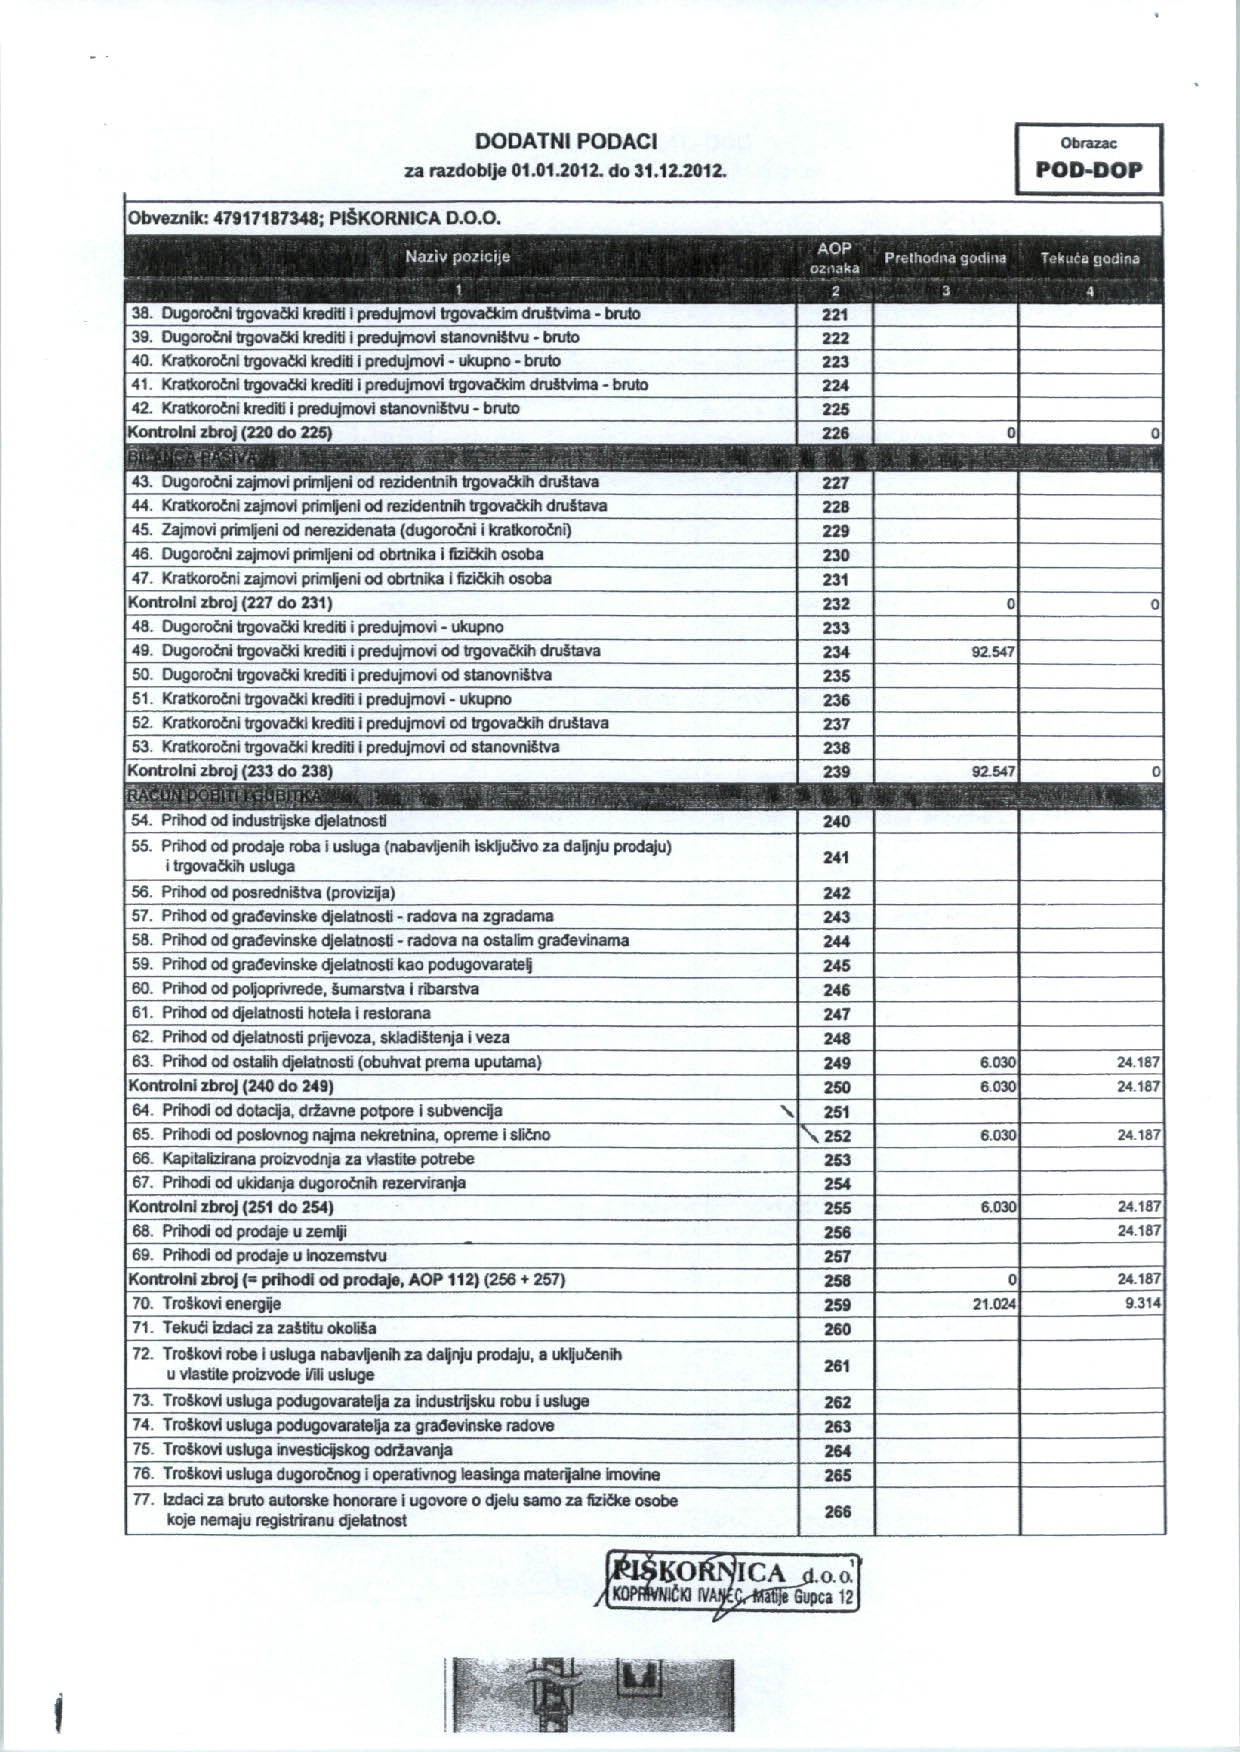 DODATNI PODACI
za razdoblje 01.01.2012. do 31.12.2012.
Obrazac
POD-DOP
Obveznik: 47917187348; PIŠKORNICA D.O.O.
Naziv pozicije AOP oznaka Prethodna godina Tekuća godina
1 2 3 4
38. Dugoročni trgovački krediti i predujmovi trgovačkim društvima - bruto 221
39. Dugoročni trgovački krediti i predujmovi stanovništvu - bruto 222
40. Kratkoročni trgovački krediti i predujmovi - ukupno - bruto 223
41. Kratkoročni trgovački krediti i predujmovi trgovačkim društvima - bruto 224
42. Kratkoročni krediti i predujmovi stanovništvu - bruto 225
Kontrolni zbroj (220 do 225) 226 0 0
BILANCA PASIVA
43. Dugoročni zajmovi primljeni od rezidentnih trgovačkih društava 227
44. Kratkoročni zajmovi primljeni od rezidentnih trgovačkih društava 228
45. Zajmovi primljeni od nerezidenata (dugoročni i kratkoročni) 229
46. Dugoročni zajmovi primljeni od obrtnika i fizičkih osoba 230
47. Kratkoročni zajmovi primljeni od obrtnika i fizičkih osoba 231
Kontrolni zbroj (227 do 231) 232 0 0
48. Dugoročni trgovački krediti i predujmovi - ukupno 233
49. Dugoročni trgovački krediti i predujmovi od trgovačkih društava 234 92.547
50. Dugoročni trgovački krediti i predujmovi od stanovništva 235
51. Kratkoročni trgovački krediti i predujmovi - ukupno 236
52. Kratkoročni trgovački krediti i predujmovi od trgovačkih društava 237
53. Kratkoročni trgovački krediti i predujmovi od stanovništva 238
Kontrolni zbroj (233 do 238) 239 92.547 0
RAČUN DOBITI I GUBITKA
54. Prihod od industrijske djelatnosti 240
55. Prihod od prodaje roba i usluga (nabavljenih isključivo za daljnju prodaju)
i trgovačkih usluga 241
56. Prihod od posredništva (provizija) 242
57. Prihod od građevinske djelatnosti - radova na zgradama 243
58. Prihod od građevinske djelatnosti - radova na ostalim građevinama 244
59. Prihod od građevinske djelatnosti kao podugovaratelj 245
60. Prihod od poljoprivrede, šumarstva i ribarstva 246
61. Prihod od djelatnosti hotela i restorana 247
62. Prihod od djelatnosti prijevoza, skladištenja i veza 248
63. Prihod od ostalih djelatnosti (obuhvat prema uputama) 249 6.030 24.187
Kontrolni zbroj (240 do 249) 250 6.030 24.187
64. Prihodi od dotacija, državne potpore i subvencija 251
65. Prihodi od poslovnog najma nekretnina, opreme i slično 252 6.030 24.187
66. Kapitalizirana proizvodnja za vlastite potrebe 253
67. Prihodi od ukidanja dugoročnih rezerviranja 254
Kontrolni zbroj (251 do 254) 255 6.030 24.187
68. Prihodi od prodaje u zemlji 256 24.187
69. Prihodi od prodaje u inozemstvu 257
Kontrolni zbroj (= prihodi od prodaje, AOP 112) (256 + 257) 258 0 24.187
70. Troškovi energije 259 21.024 9.314
71. Tekući izdaci za zaštitu okoliša 260
72. Troškovi robe i usluga nabavljenih za daljnju prodaju, a uključenih
u vlastite proizvode i/ili usluge 261
73. Troškovi usluga podugovaratelja za industrijsku robu i usluge 262
74. Troškovi usluga podugovaratelja za građevinske radove 263
75. Troškovi usluga investicijskog održavanja 264
76. Troškovi usluga dugoročnog i operativnog leasinga materijalne imovine 265
77. Izdaci za bruto autorske honorare i ugovore o djelu samo za fizičke osobe
koje nemaju registriranu djelatnost 266
PIŠKORNICA d.o.o.
KOPRIVNIČKI IVANEC, Matije Gupca 12